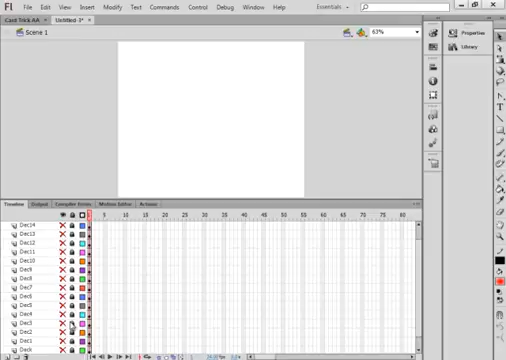 Fl File Edit View Insert Modify Text Commands Control Debug Window Help Essentials
Card Trick AA × Untitled-1* ×
Scene 1 63%
Properties
Library
Timeline Output Compiler Errors Motion Editor Actions
5 10 15 20 25 30 35 40 45 50 55 60 65 70 75 80
Dec14
Dec13
Dec12
Dec11
Dec10
Dec9
Dec8
Dec7
Dec6
Dec5
Dec4
Dec3
Dec2
Dec1
Deck